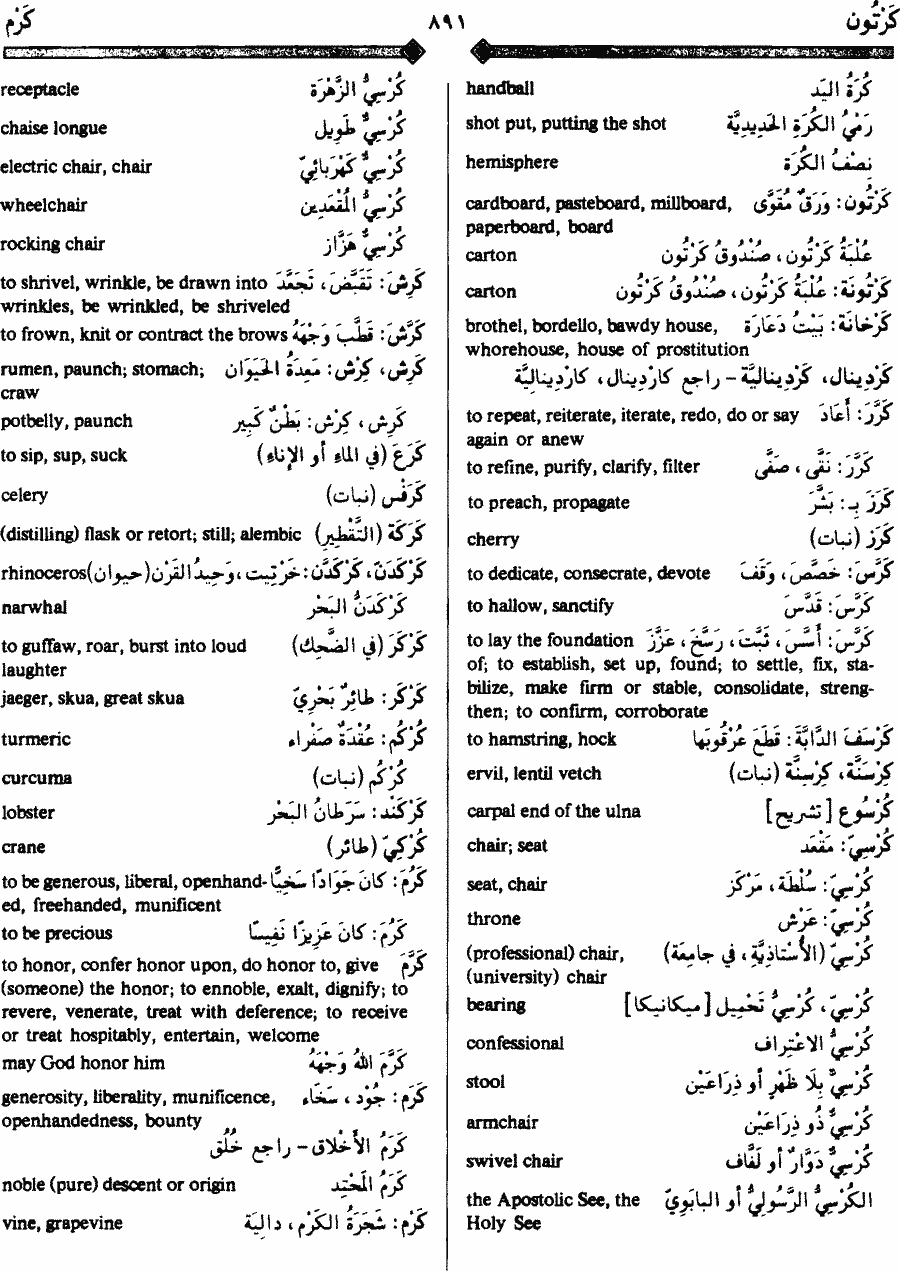 كَرْتُون ٨٩١ كَرْم
كُرَةُ اليَد handball
رَمْيُ الكُرَةِ الحَدِيدِيَّة shot put, putting the shot
نِصْفُ الكُرَة hemisphere
كَرْتُون: وَرَقٌ مُقَوَّى cardboard, pasteboard, millboard,
paperboard, board
عُلْبَةُ كَرْتُون، صُنْدُوقُ كَرْتُون carton
كَرْتُونَة: عُلْبَةُ كَرْتُون، صُنْدُوقُ كَرْتُون carton
كَرْخَانَة: بَيْتُ دَعَارَة brothel, bordello, bawdy house,
whorehouse, house of prostitution
كَرْدِينال، كَرْدِيناليَّة - راجع كارْدِينال، كارْدِيناليَّة
كَرَّرَ: أَعَادَ to repeat, reiterate, iterate, redo, do or say
again or anew
كَرَّرَ: نَقَّى، صَفَّى to refine, purify, clarify, filter
كَرَزَ بـ: بَشَّرَ to preach, propagate
كَرَز (نبات) cherry
كَرَّسَ: خَصَّصَ، وَقَفَ to dedicate, consecrate, devote
كَرَّسَ: قَدَّسَ to hallow, sanctify
كَرَّسَ: أَسَّسَ، ثَبَّتَ، رَسَّخَ، عَزَّزَ to lay the foundation
of; to establish, set up, found; to settle, fix, sta-
bilize, make firm or stable, consolidate, streng-
then; to confirm, corroborate
كَرْسَفَ الدَّابَّةَ: قَطَعَ عُرْقُوبَها to hamstring, hock
كِرْسَنَّة، كِرْسِنَّة (نبات) ervil, lentil vetch
كُرْسُوع [تشريح] carpal end of the ulna
كُرْسِيّ: مَقْعَد chair; seat
كُرْسِيّ: سُلْطَة، مَرْكَز seat, chair
كُرْسِيّ: عَرْش throne
كُرْسِيّ (الأُسْتاذِيَّة، في جامِعَة) (professional) chair,
(university) chair
كُرْسِيّ، كُرْسِيُّ تَحْمِيل [ميكانيكا] bearing
كُرْسِيُّ الاعْتِراف confessional
كُرْسِيٌّ بِلَا ظَهْرٍ أو ذِرَاعَيْن stool
كُرْسِيٌّ ذُو ذِرَاعَيْن armchair
كُرْسِيٌّ دَوَّارٌ أو لَفَّاف swivel chair
الكُرْسِيُّ الرَّسُولِيُّ أو البابَوِيّ the Apostolic See, the
Holy See
كُرْسِيُّ الزَّهْرَة receptacle
كُرْسِيٌّ طَوِيل chaise longue
كُرْسِيٌّ كَهْرَبائِيّ electric chair, chair
كُرْسِيُّ المُقْعَدِين wheelchair
كُرْسِيٌّ هَزَّاز rocking chair
كَرِشَ: تَقَبَّضَ، تَجَعَّدَ to shrivel, wrinkle, be drawn into
wrinkles, be wrinkled, be shriveled
كَرَّشَ: قَطَّبَ وَجْهَهُ to frown, knit or contract the brows
كَرِش، كِرْش: مَعِدَةُ الحَيَوان rumen, paunch; stomach;
craw
كَرِش، كِرْش: بَطْنٌ كَبِير potbelly, paunch
كَرَعَ (في الماءِ أو الإناءِ) to sip, sup, suck
كَرَفْس (نبات) celery
كَرَكَة (التَّقْطِير) (distilling) flask or retort; still; alembic
كَرْكَدَنّ، كَرْكَدَّن: خَرْتِيت، وَحِيدُ القَرْن (حيوان) rhinoceros
كَرْكَدَنُّ البَحْر narwhal
كَرْكَرَ (في الضَّحِك) to guffaw, roar, burst into loud
laughter
كَرْكَر: طائِرٌ بَحْرِيّ jaeger, skua, great skua
كُرْكُم: عُقْدَةٌ صَفْراء turmeric
كُرْكُم (نبات) curcuma
كَرْكَنْد: سَرَطانُ البَحْر lobster
كُرْكِيّ (طائر) crane
كَرُمَ: كانَ جَوَادًا سَخِيًّا to be generous, liberal, openhand-
ed, freehanded, munificent
كَرُمَ: كانَ عَزِيزًا نَفِيسًا to be precious
كَرَّمَ to honor, confer honor upon, do honor to, give
(someone) the honor; to ennoble, exalt, dignify; to
revere, venerate, treat with deference; to receive
or treat hospitably, entertain, welcome
كَرَّمَ اللهُ وَجْهَهُ may God honor him
كَرَم: جُوْد، سَخَاء generosity, liberality, munificence,
openhandedness, bounty
كَرَمُ الأخْلاق - راجع خُلُق
كَرَمُ المَحْتِد noble (pure) descent or origin
كَرْم: شَجَرَةُ الكَرْم، دالِيَة vine, grapevine